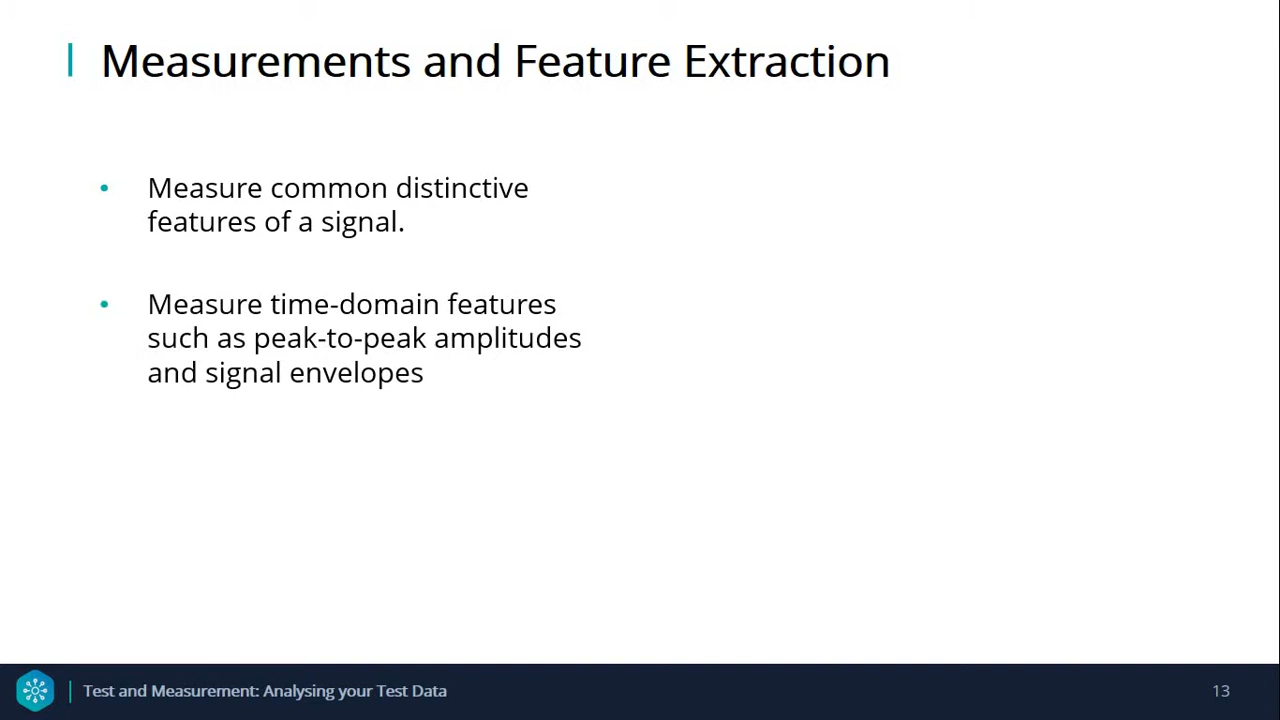 Measurements and Feature Extraction
• Measure common distinctive
features of a signal.
• Measure time-domain features
such as peak-to-peak amplitudes
and signal envelopes
Test and Measurement: Analysing your Test Data
13